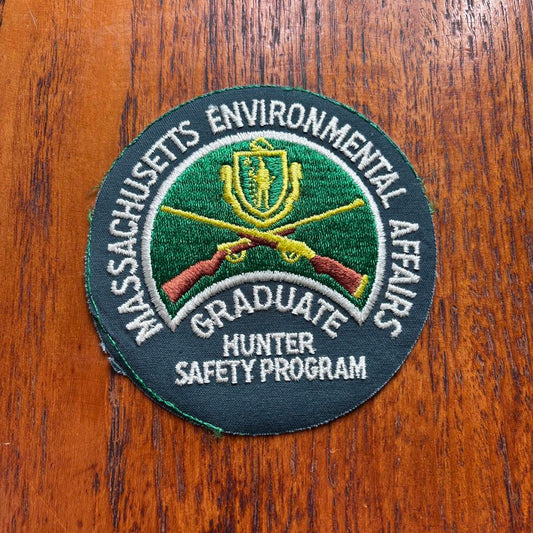 MASSACHUSETTS ENVIRONMENTAL AFFAIRS
GRADUATE
HUNTER
SAFETY PROGRAM